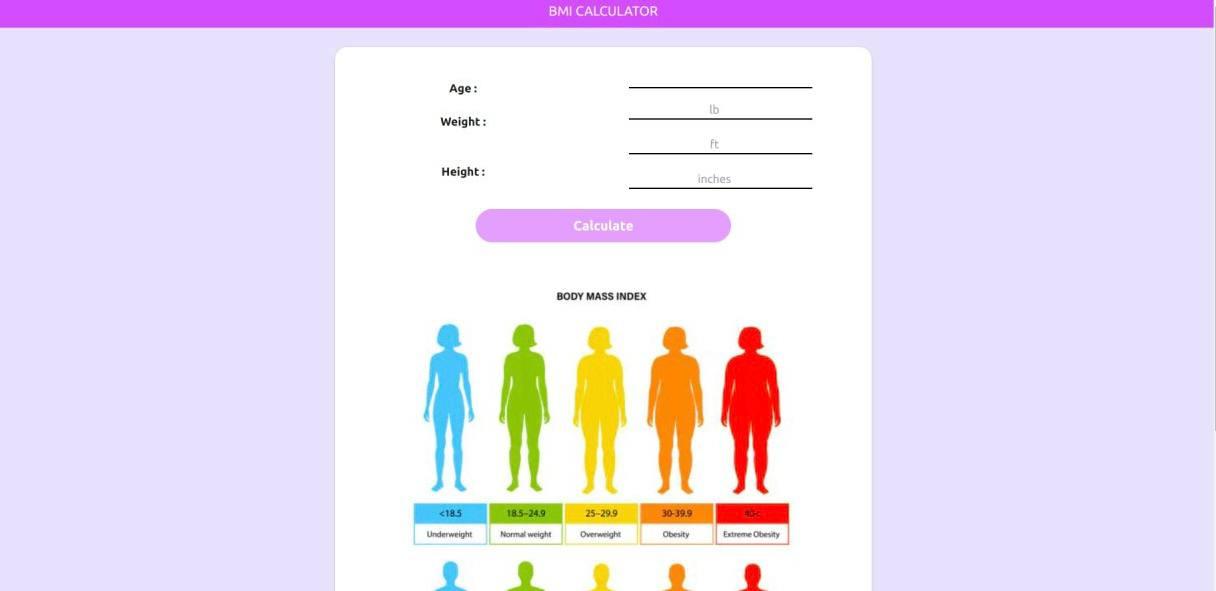 BMI CALCULATOR
Age :
lb
Weight :
ft
Height :
inches
Calculate
BODY MASS INDEX
<18.5 18.5–24.9 25–29.9 30-39.9
Underweight Normal weight Overweight Obesity Extreme Obesity